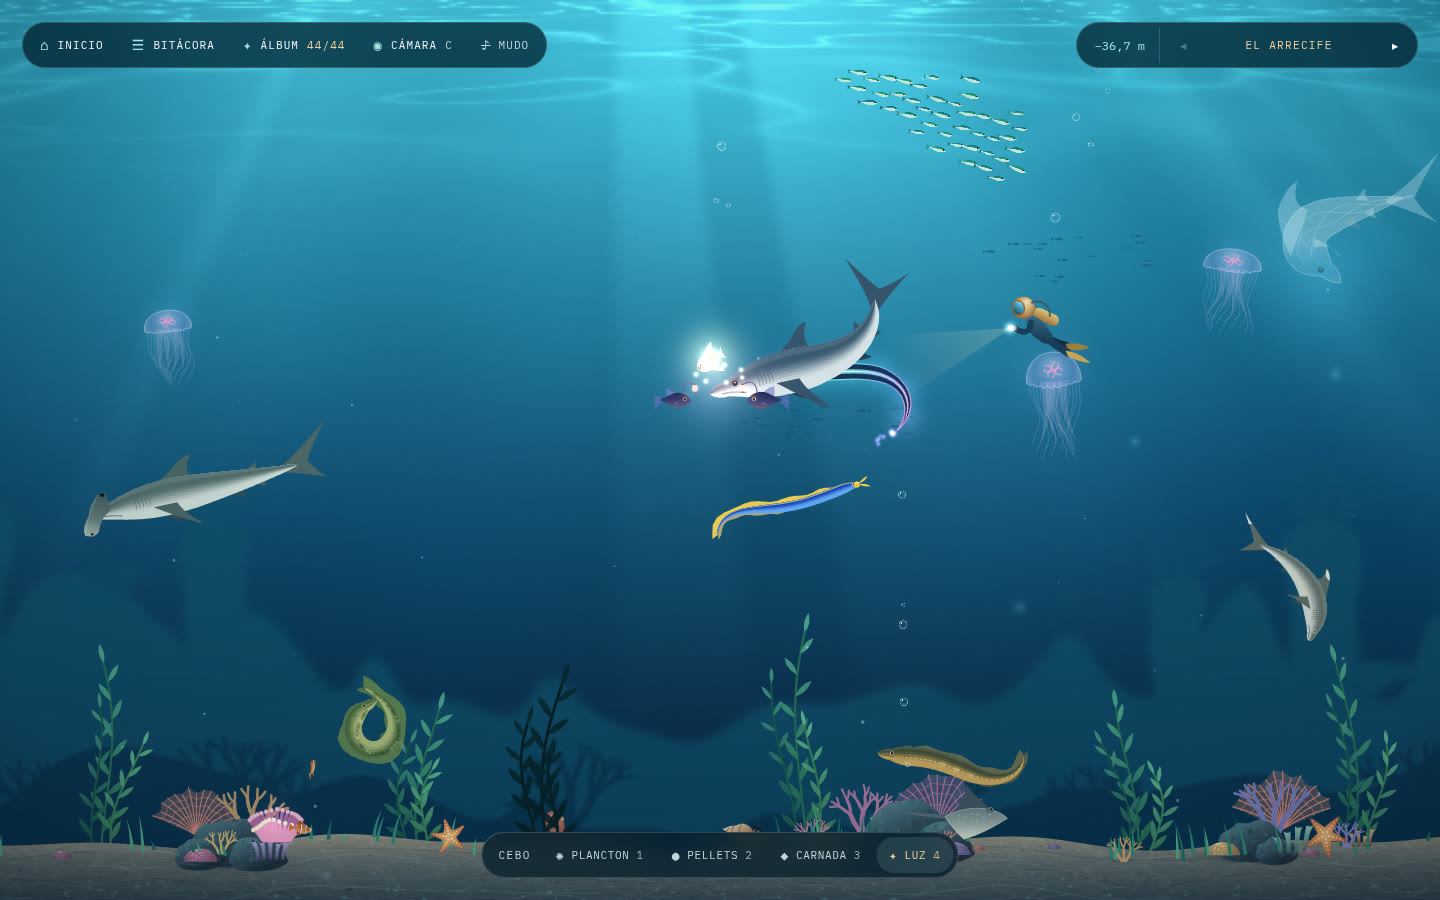 ⌂ INICIO ☰ BITÁCORA ✦ ÁLBUM 44/44 ◉ CÁMARA C MUDO
−36,7 m ◀ EL ARRECIFE ▶
CEBO ✺ PLANCTON 1 ● PELLETS 2 ◆ CARNADA 3 ✦ LUZ 4